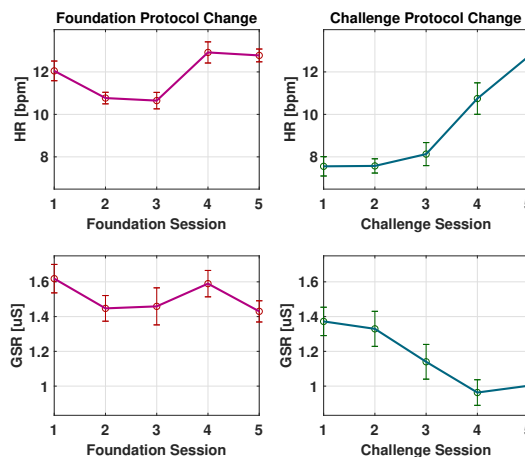 Foundation Protocol Change
Challenge Protocol Change
HR [bpm]
12
10
8
1 2 3 4 5
Foundation Session
HR [bpm]
12
10
8
1 2 3 4 5
Challenge Session
GSR [uS]
1.6
1.4
1.2
1
1 2 3 4 5
Foundation Session
GSR [uS]
1.6
1.4
1.2
1
1 2 3 4 5
Challenge Session